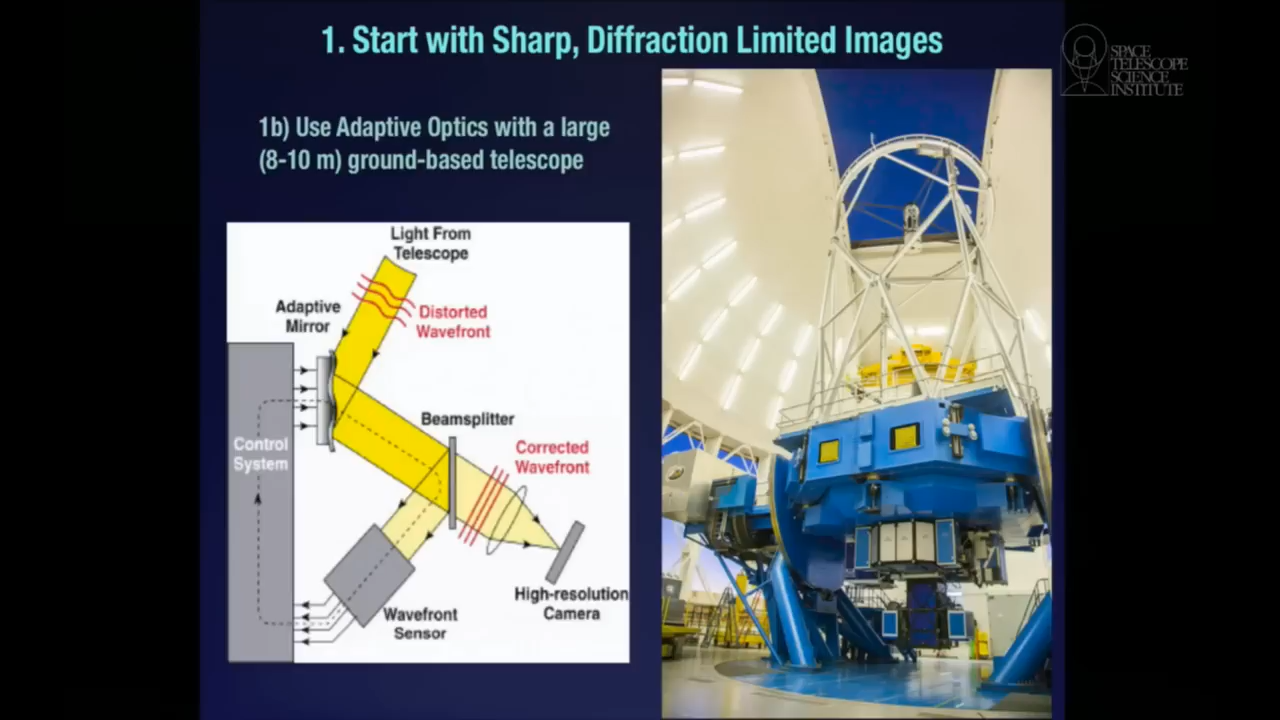 1. Start with Sharp, Diffraction Limited Images
SPACE
TELESCOPE
SCIENCE
INSTITUTE
1b) Use Adaptive Optics with a large
(8-10 m) ground-based telescope
Light From
Telescope
Adaptive
Mirror
Distorted
Wavefront
Beamsplitter
Control
System
Corrected
Wavefront
High-resolution
Camera
Wavefront
Sensor